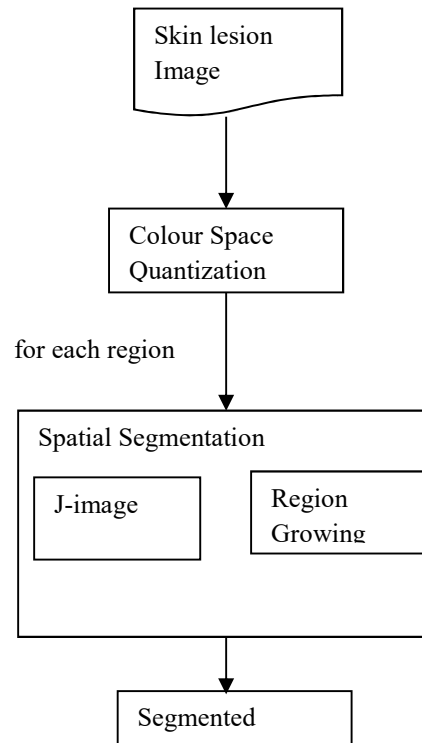 Skin lesion
Image
Colour Space
Quantization
for each region
Spatial Segmentation
J-image
Region
Growing
Segmented